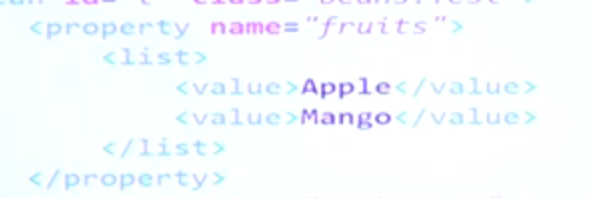 <property name="fruits">
<list>
<value>Apple</value>
<value>Mango</value>
</list>
</property>